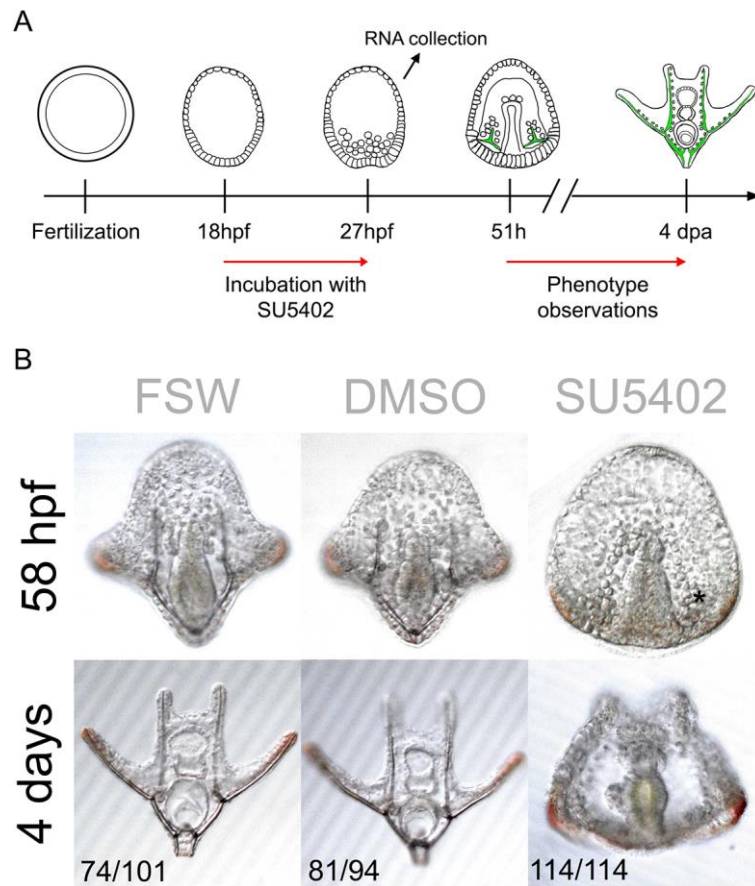 A
RNA collection
Fertilization
18hpf
27hpf
51h
4 dpa
Incubation with
SU5402
Phenotype
observations
B
FSW
DMSO
SU5402
58 hpf
*
4 days
74/101
81/94
114/114